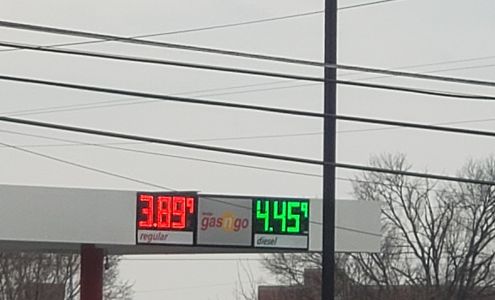 3.89⁹
regular
gas n go
4.45⁹
diesel